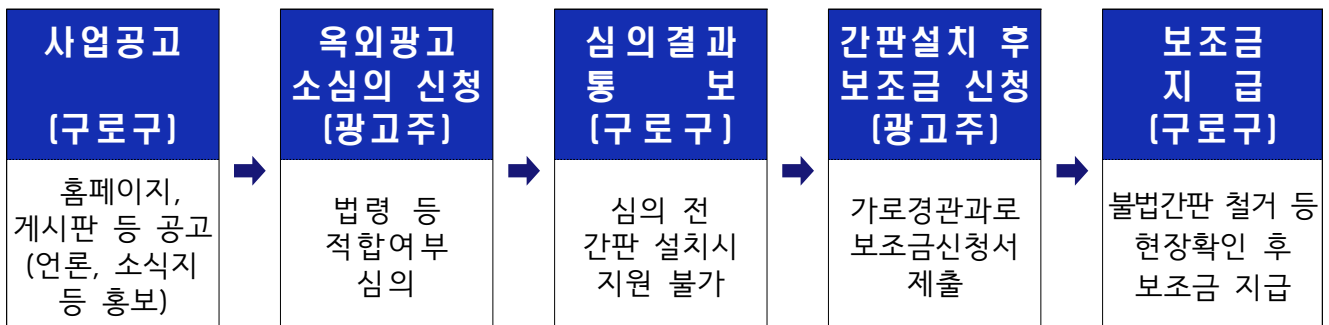 사업공고
(구로구)
홈페이지,
게시판 등 공고
(언론, 소식지
등 홍보)
옥외광고
소심의 신청
(광고주)
법령 등
적합여부
심의
심의결과
통 보
(구로구)
심의 전
간판 설치시
지원 불가
간판설치 후
보조금 신청
(광고주)
가로경관과로
보조금신청서
제출
보조금
지 급
(구로구)
불법간판 철거 등
현장확인 후
보조금 지급